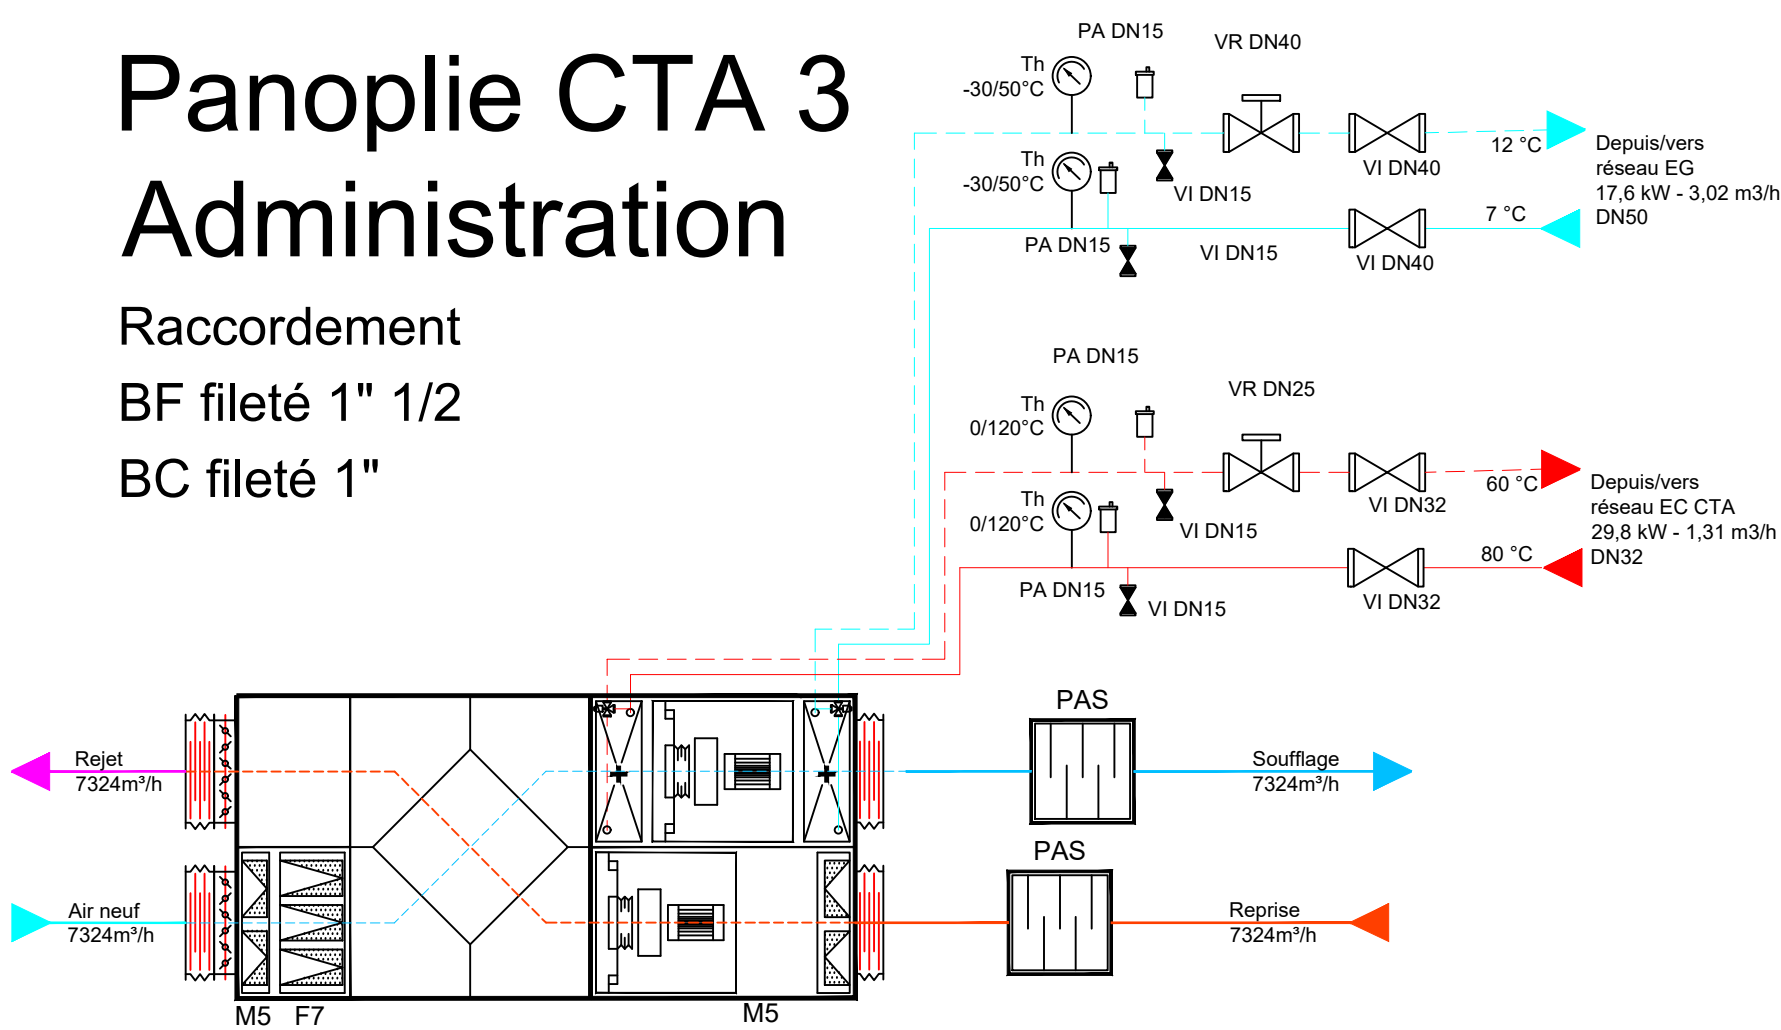 Panoplie CTA 3
Administration
Raccordement
BF fileté 1" 1/2
BC fileté 1"
PA DN15
VR DN40
Th
-30/50°C
12 °C
VI DN40
Th
-30/50°C
VI DN15
Depuis/vers
réseau EG
17,6 kW - 3,02 m3/h
DN50
7 °C
PA DN15
VI DN15
VI DN40
PA DN15
VR DN25
Th
0/120°C
60 °C
VI DN32
Th
0/120°C
VI DN15
Depuis/vers
réseau EC CTA
29,8 kW - 1,31 m3/h
DN32
80 °C
PA DN15
VI DN15
VI DN32
PAS
Rejet
7324m³/h
Soufflage
7324m³/h
PAS
Air neuf
7324m³/h
Reprise
7324m³/h
M5
F7
M5